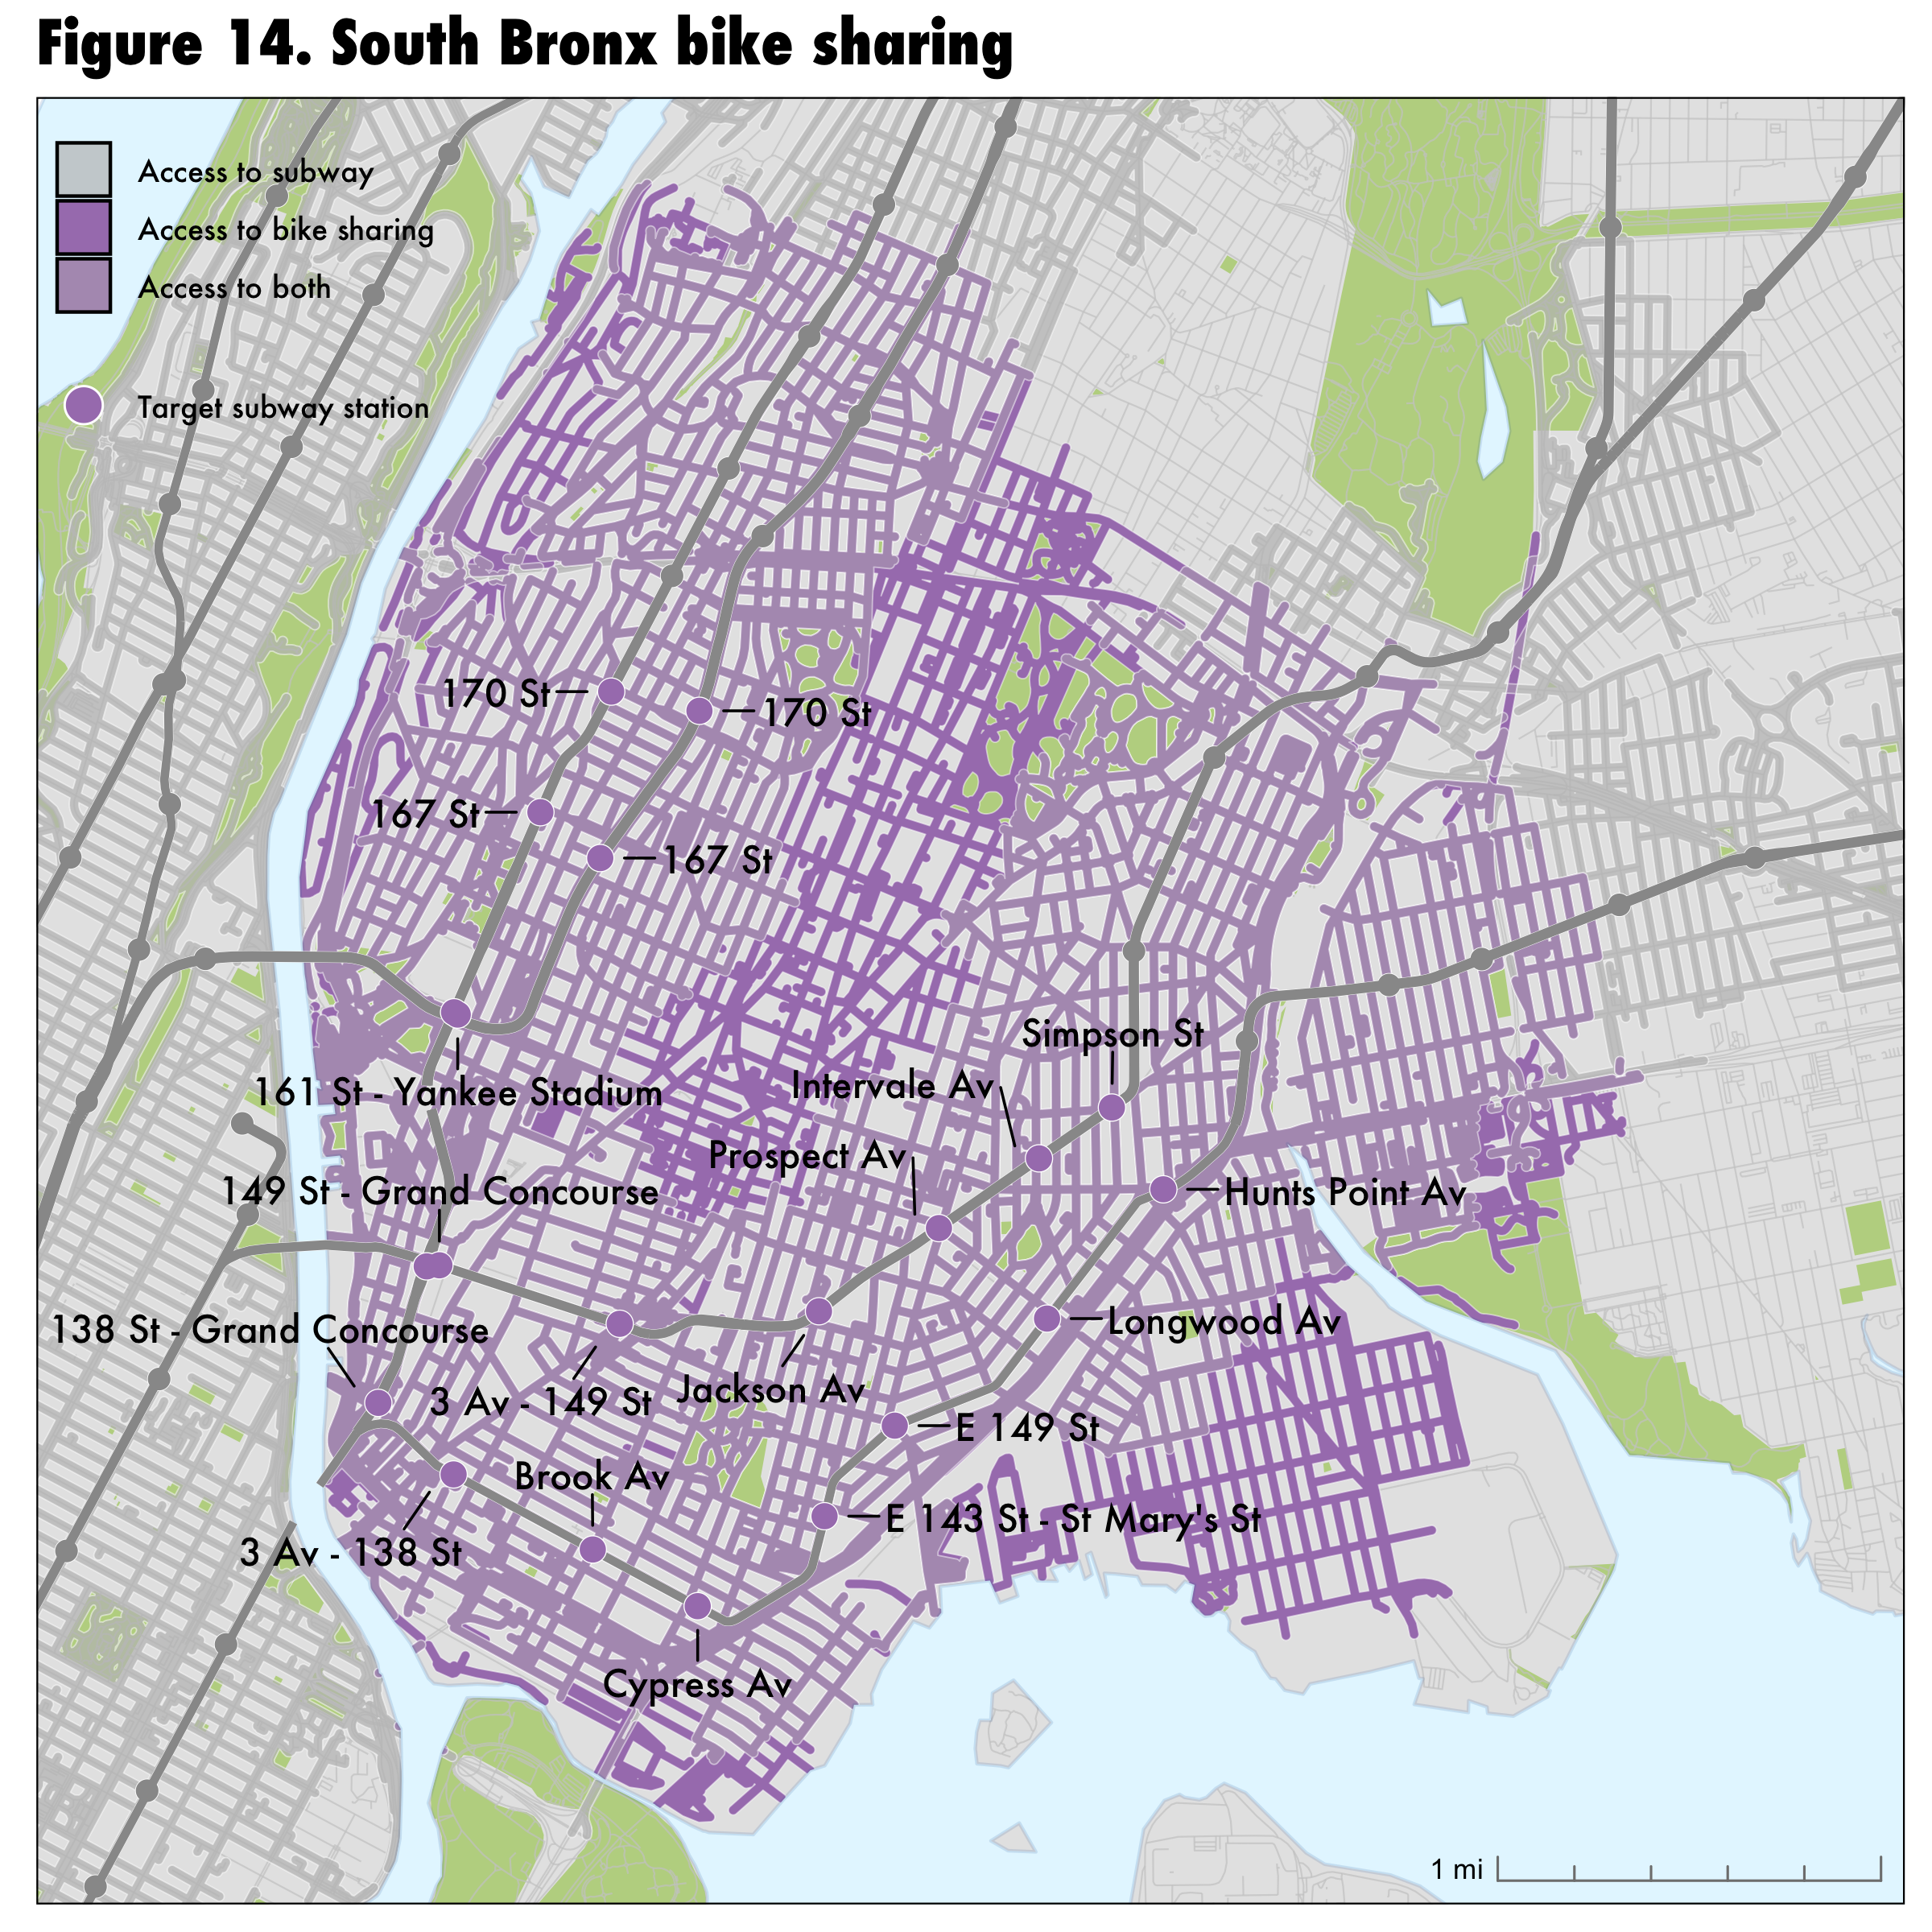 Figure 14. South Bronx bike sharing
Access to subway
Access to bike sharing
Access to both
Target subway station
170 St
170 St
167 St
167 St
Simpson St
Intervale Av
161 St - Yankee Stadium
Prospect Av
149 St - Grand Concourse
Hunts Point Av
138 St - Grand Concourse
Longwood Av
3 Av - 149 St
Jackson Av
E 149 St
Brook Av
E 143 St - St Mary's St
3 Av - 138 St
Cypress Av
1 mi